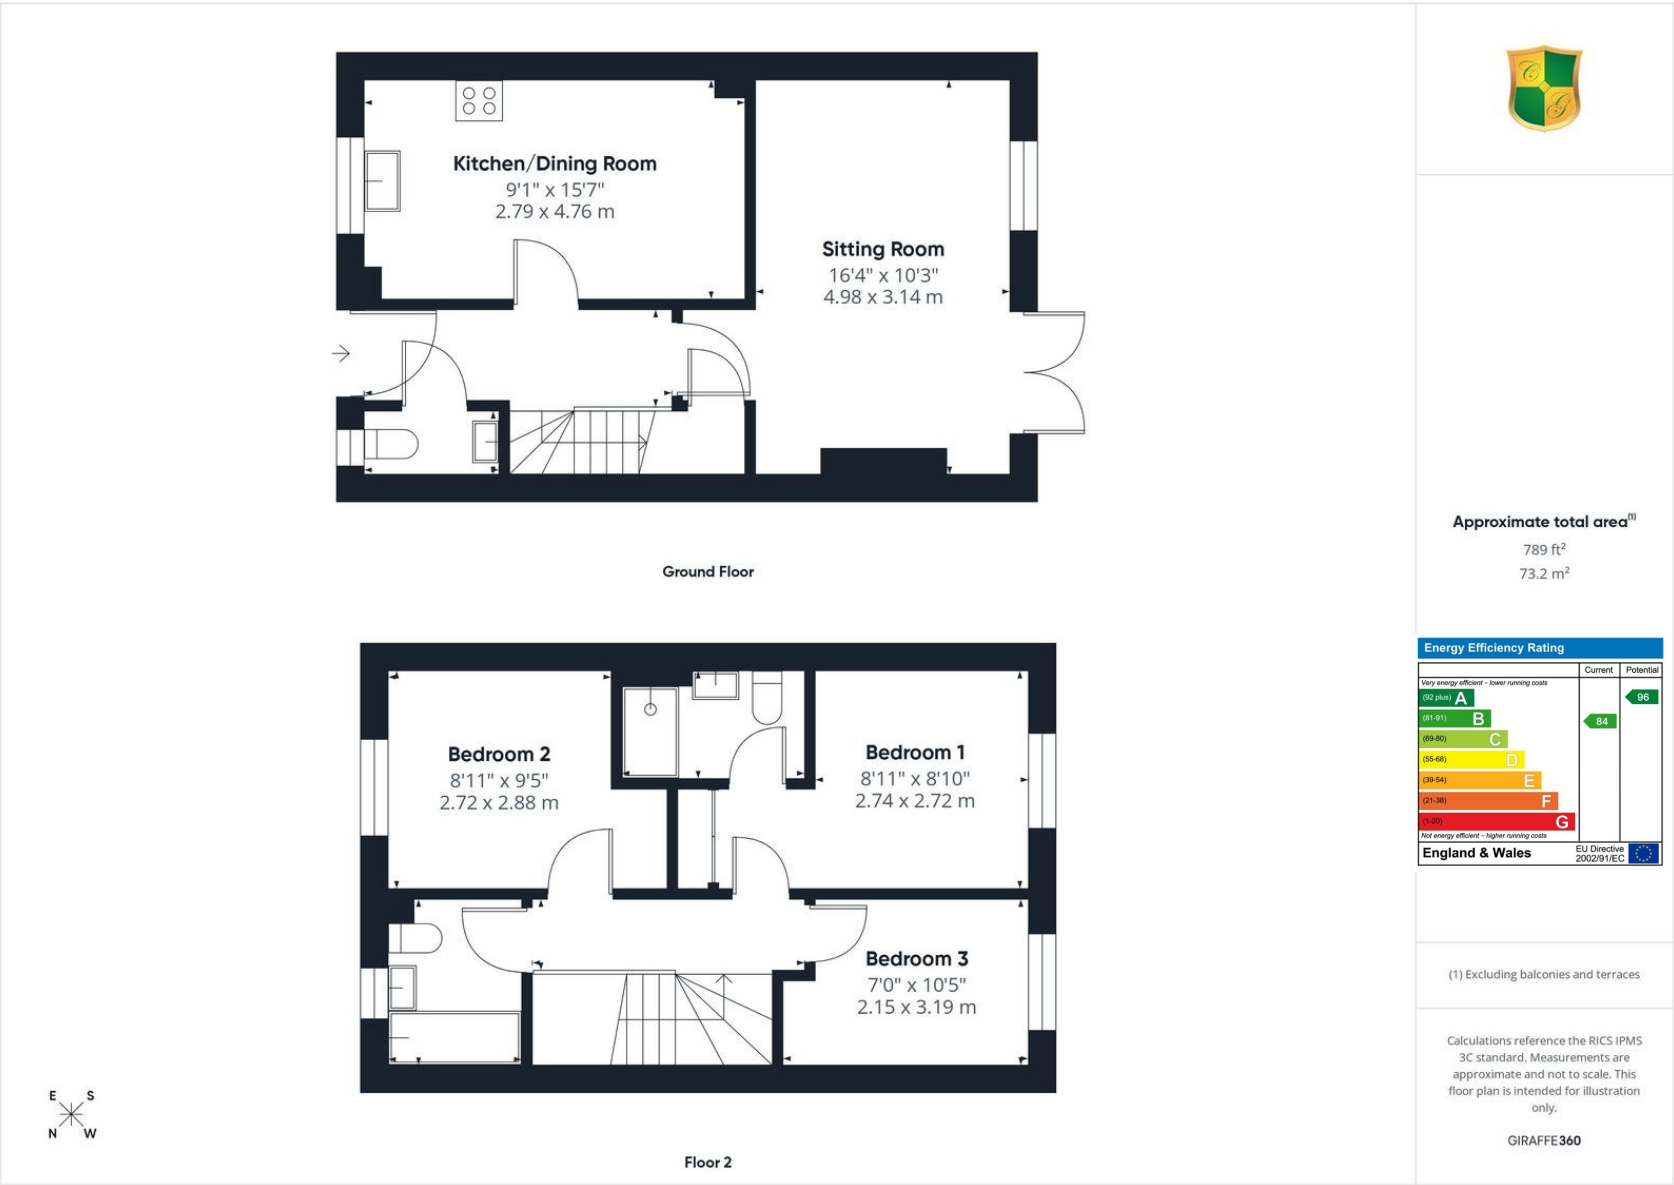 C
G
Kitchen/Dining Room
9'1" x 15'7"
2.79 x 4.76 m
Sitting Room
16'4" x 10'3"
4.98 x 3.14 m
Ground Floor
Bedroom 2
8'11" x 9'5"
2.72 x 2.88 m
Bedroom 1
8'11" x 8'10"
2.74 x 2.72 m
Bedroom 3
7'0" x 10'5"
2.15 x 3.19 m
Floor 2
E S
N W
Approximate total area(1)
789 ft²
73.2 m²
Energy Efficiency Rating
Current Potential
Very energy efficient - lower running costs
(92 plus) A 96
(81-91) B 84
(69-80) C
(55-68) D
(39-54) E
(21-38) F
(1-20) G
Not energy efficient - higher running costs
England & Wales
EU Directive
2002/91/EC
(1) Excluding balconies and terraces
Calculations reference the RICS IPMS
3C standard. Measurements are
approximate and not to scale. This
floor plan is intended for illustration
only.
GIRAFFE360